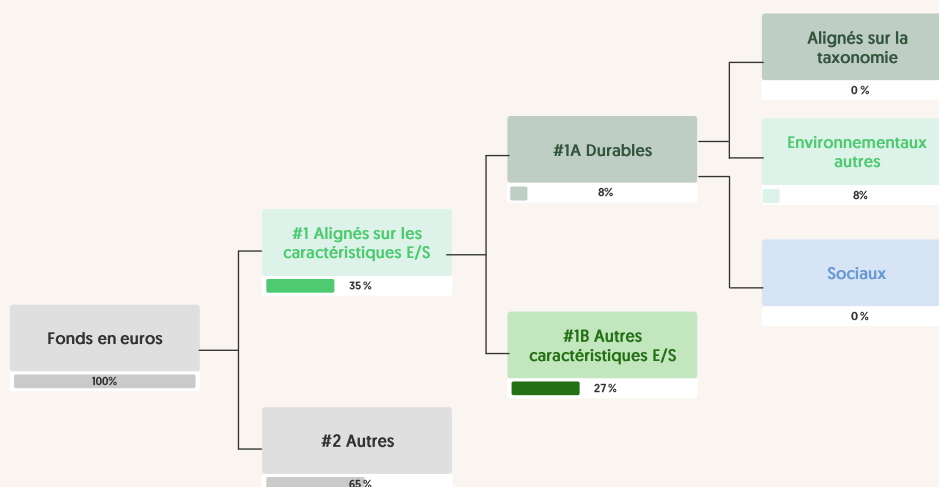 Alignés sur la
taxonomie
0 %
#1A Durables
8%
Environnementaux
autres
8%
#1 Alignés sur les
caractéristiques E/S
35 %
Sociaux
0 %
Fonds en euros
100%
#1B Autres
caractéristiques E/S
27 %
#2 Autres
65 %